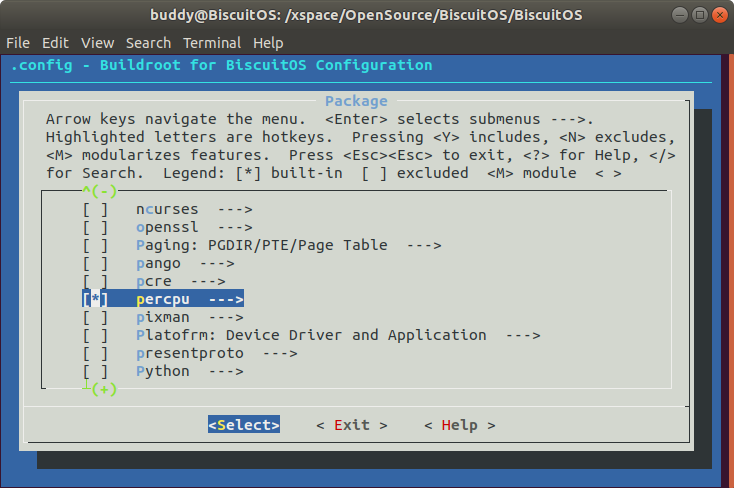 buddy@BiscuitOS: /xspace/OpenSource/BiscuitOS/BiscuitOS
File Edit View Search Terminal Help
.config - Buildroot for BiscuitOS Configuration
Package
Arrow keys navigate the menu. <Enter> selects submenus --->.
Highlighted letters are hotkeys. Pressing <Y> includes, <N> excludes,
<M> modularizes features. Press <Esc><Esc> to exit, <?> for Help, </>
for Search. Legend: [*] built-in [ ] excluded <M> module < >
^(-)
[ ] ncurses --->
[ ] openssl --->
[ ] Paging: PGDIR/PTE/Page Table --->
[ ] pango --->
[ ] pcre --->
[*] percpu --->
[ ] pixman --->
[ ] Platofrm: Device Driver and Application --->
[ ] presentproto --->
[ ] Python --->
┴(+)
<Select> < Exit > < Help >